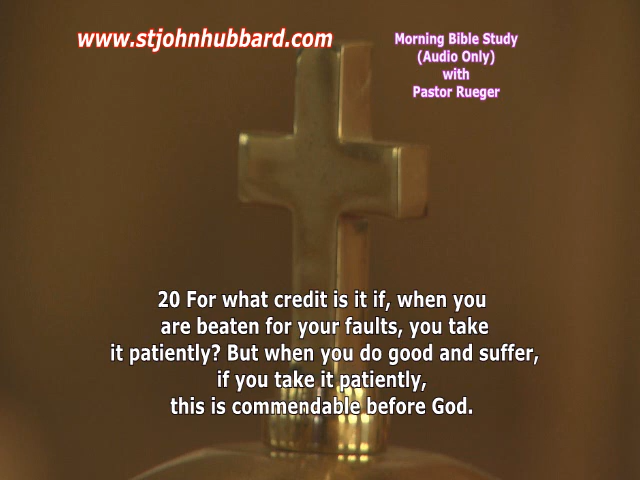 www.stjohnhubbard.com
Morning Bible Study
(Audio Only)
with
Pastor Rueger
20 For what credit is it if, when you
are beaten for your faults, you take
it patiently? But when you do good and suffer,
if you take it patiently,
this is commendable before God.